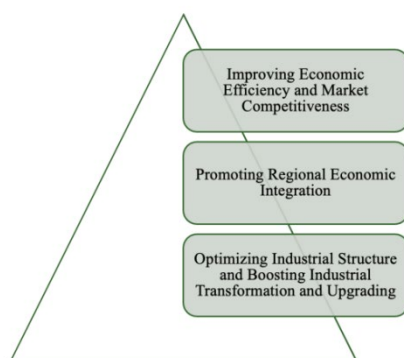 Improving Economic
Efficiency and Market
Competitiveness
Promoting Regional Economic
Integration
Optimizing Industrial Structure
and Boosting Industrial
Transformation and Upgrading